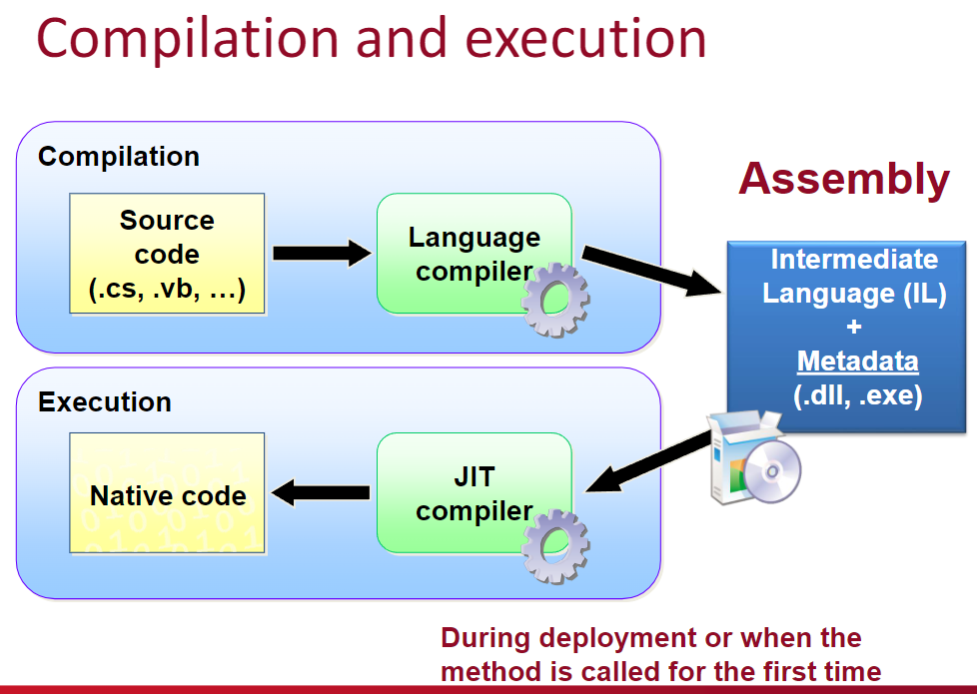 Compilation and execution
Compilation
Source
code
(.cs, .vb, …)
Language
compiler
Assembly
Intermediate
Language (IL)
+
Metadata
(.dll, .exe)
Execution
Native code
JIT
compiler
During deployment or when the
method is called for the first time